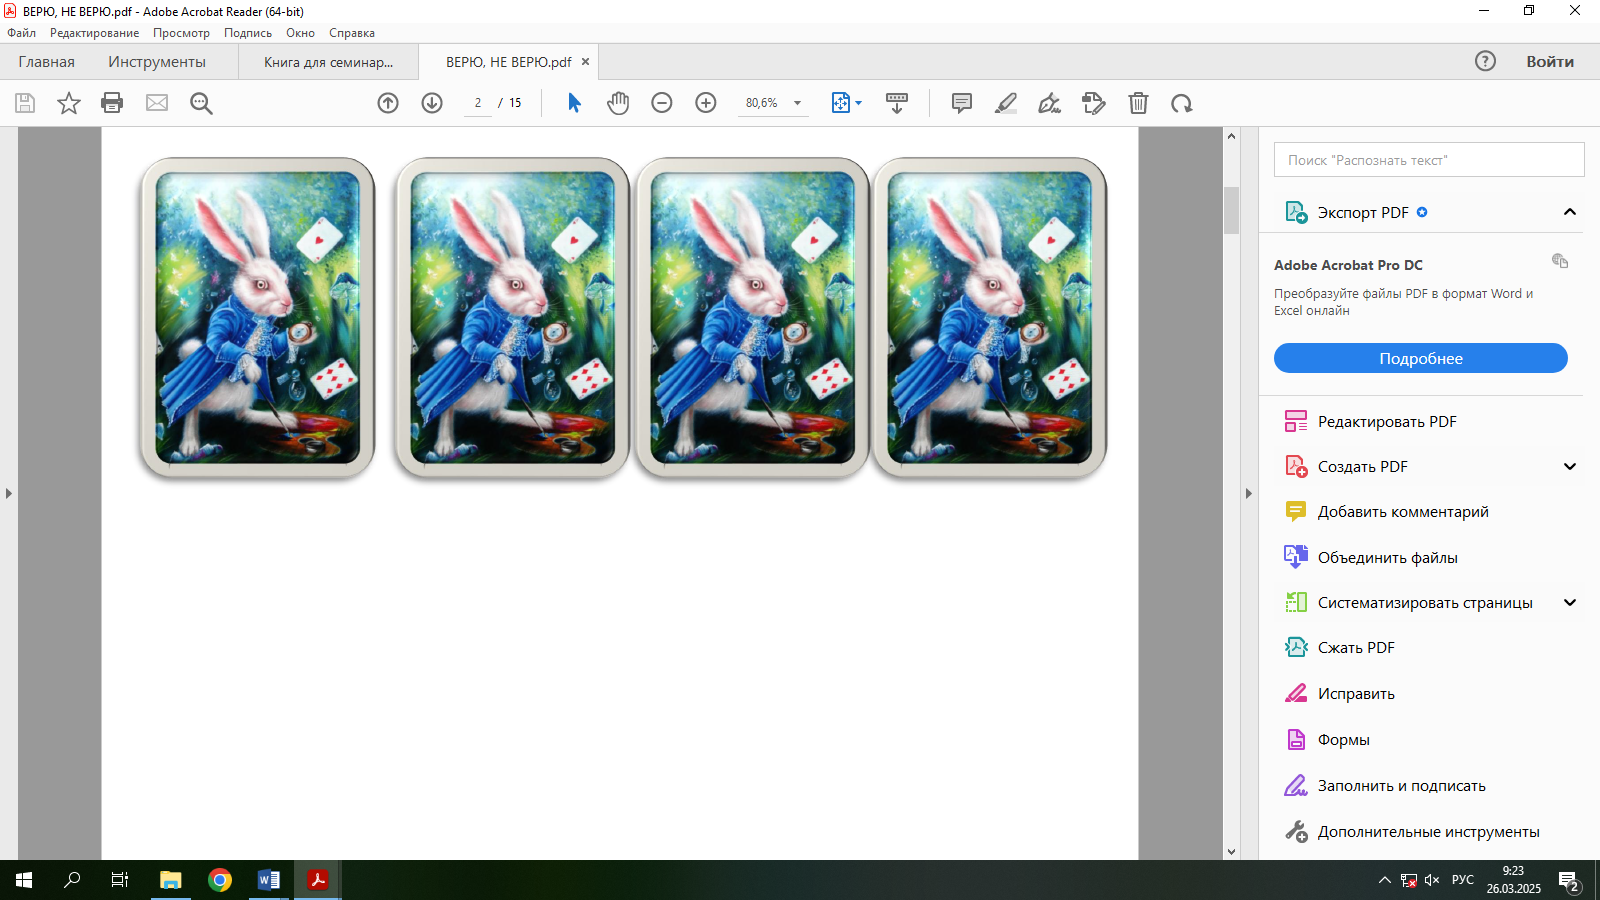 ВЕРЮ, НЕ ВЕРЮ.pdf - Adobe Acrobat Reader (64-bit)
Файл Редактирование Просмотр Подпись Окно Справка
Главная Инструменты Книга для семинар... ВЕРЮ, НЕ ВЕРЮ.pdf × Войти
2 / 15 80,6%
Поиск "Распознать текст"
Экспорт PDF
Adobe Acrobat Pro DC
Преобразуйте файлы PDF в формат Word и
Excel онлайн
Подробнее
Редактировать PDF
Создать PDF
Добавить комментарий
Объединить файлы
Систематизировать страницы
Сжать PDF
Исправить
Формы
Заполнить и подписать
Дополнительные инструменты
РУС
9:23
26.03.2025
2